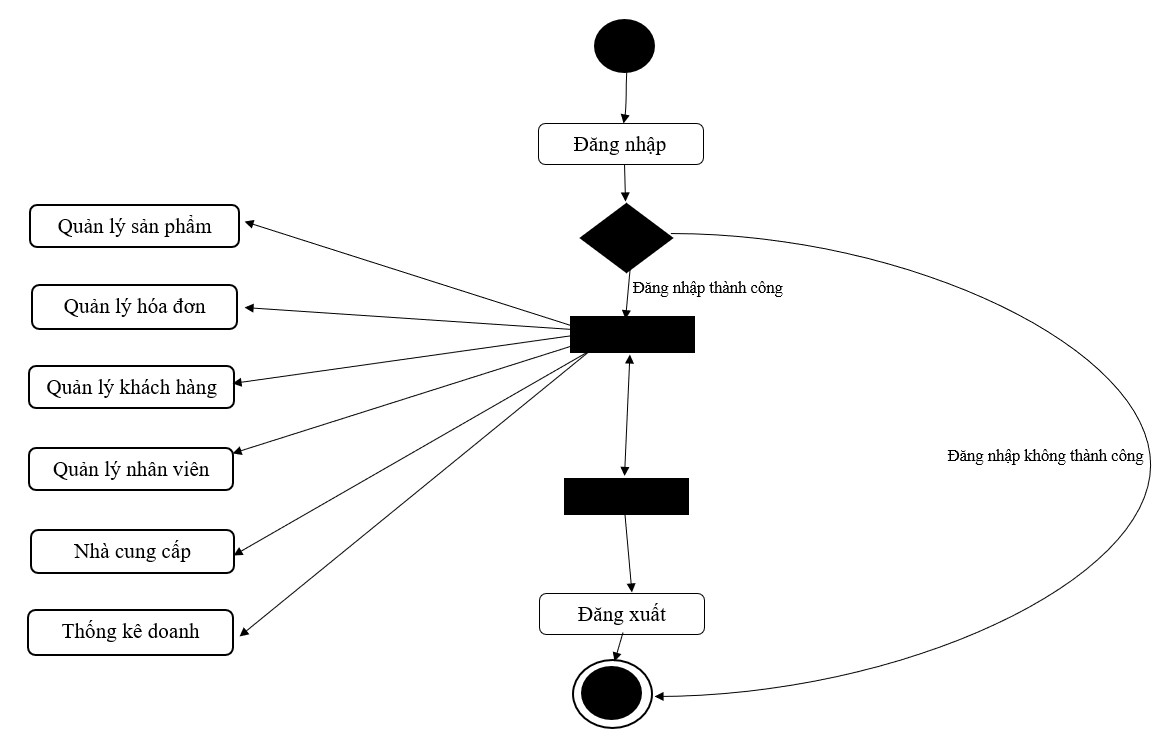 Đăng nhập
Quản lý sản phẩm
Đăng nhập thành công
Quản lý hóa đơn
Quản lý khách hàng
Đăng nhập không thành công
Quản lý nhân viên
Nhà cung cấp
Đăng xuất
Thống kê doanh